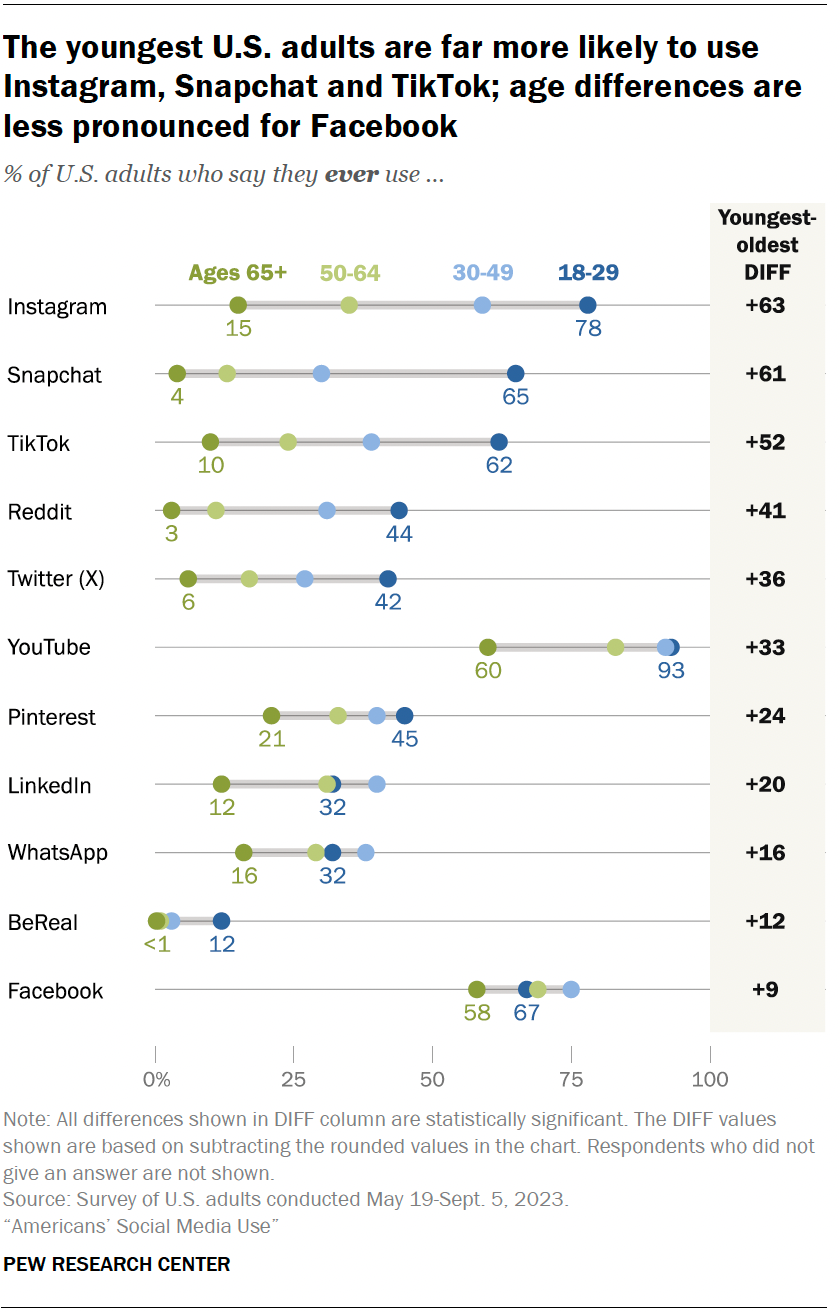 The youngest U.S. adults are far more likely to use
Instagram, Snapchat and TikTok; age differences are
less pronounced for Facebook
% of U.S. adults who say they ever use ...
Youngest-
oldest
DIFF
Ages 65+ 50-64 30-49 18-29
Instagram +63
15 78
Snapchat +61
4 65
TikTok +52
10 62
Reddit +41
3 44
Twitter (X) +36
6 42
YouTube +33
60 93
Pinterest +24
21 45
LinkedIn +20
12 32
WhatsApp +16
16 32
BeReal +12
<1 12
Facebook +9
58 67
0% 25 50 75 100
Note: All differences shown in DIFF column are statistically significant. The DIFF values
shown are based on subtracting the rounded values in the chart. Respondents who did not
give an answer are not shown.
Source: Survey of U.S. adults conducted May 19-Sept. 5, 2023.
“Americans’ Social Media Use”
PEW RESEARCH CENTER